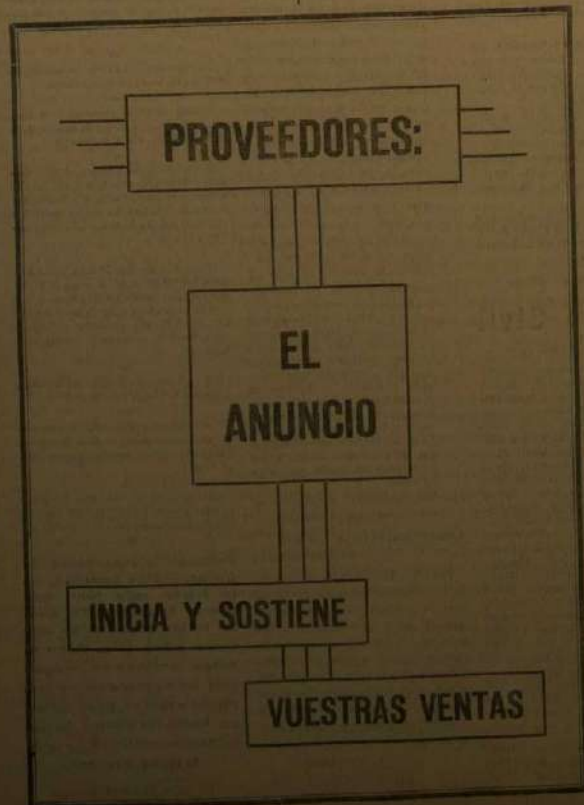 PROVEEDORES:
EL
ANUNCIO
INICIA Y SOSTIENE
VUESTRAS VENTAS